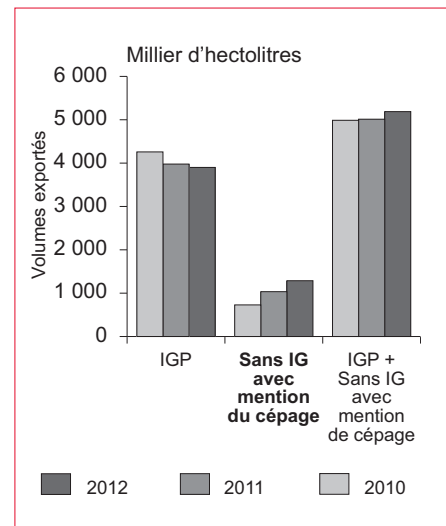 Millier d'hectolitres
Volumes exportés
6 000
5 000
4 000
3 000
2 000
1 000
0
IGP
Sans IG
avec
mention
du cépage
IGP +
Sans IG
avec
mention
de cépage
2012
2011
2010